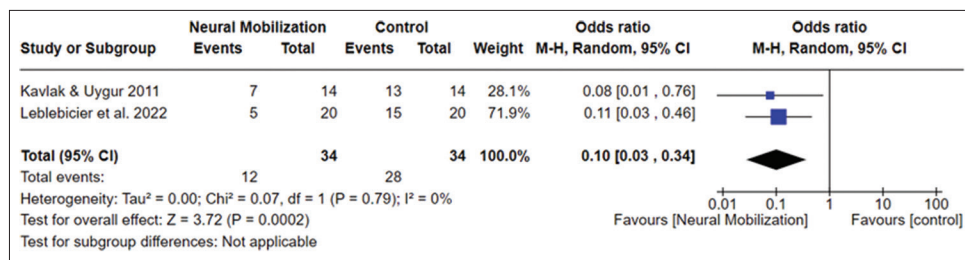 Neural Mobilization Control Odds ratio Odds ratio
Study or Subgroup Events Total Events Total Weight M-H, Random, 95% CI M-H, Random, 95% CI
Kavlak & Uygur 2011 7 14 13 14 28.1% 0.08 [0.01 , 0.76]
Leblebicier et al. 2022 5 20 15 20 71.9% 0.11 [0.03 , 0.46]
Total (95% CI) 34 34 100.0% 0.10 [0.03 , 0.34]
Total events: 12 28
Heterogeneity: Tau² = 0.00; Chi² = 0.07, df = 1 (P = 0.79); I² = 0%
0.01 0.1 1 10 100
Test for overall effect: Z = 3.72 (P = 0.0002)
Favours [Neural Mobilization] Favours [control]
Test for subgroup differences: Not applicable